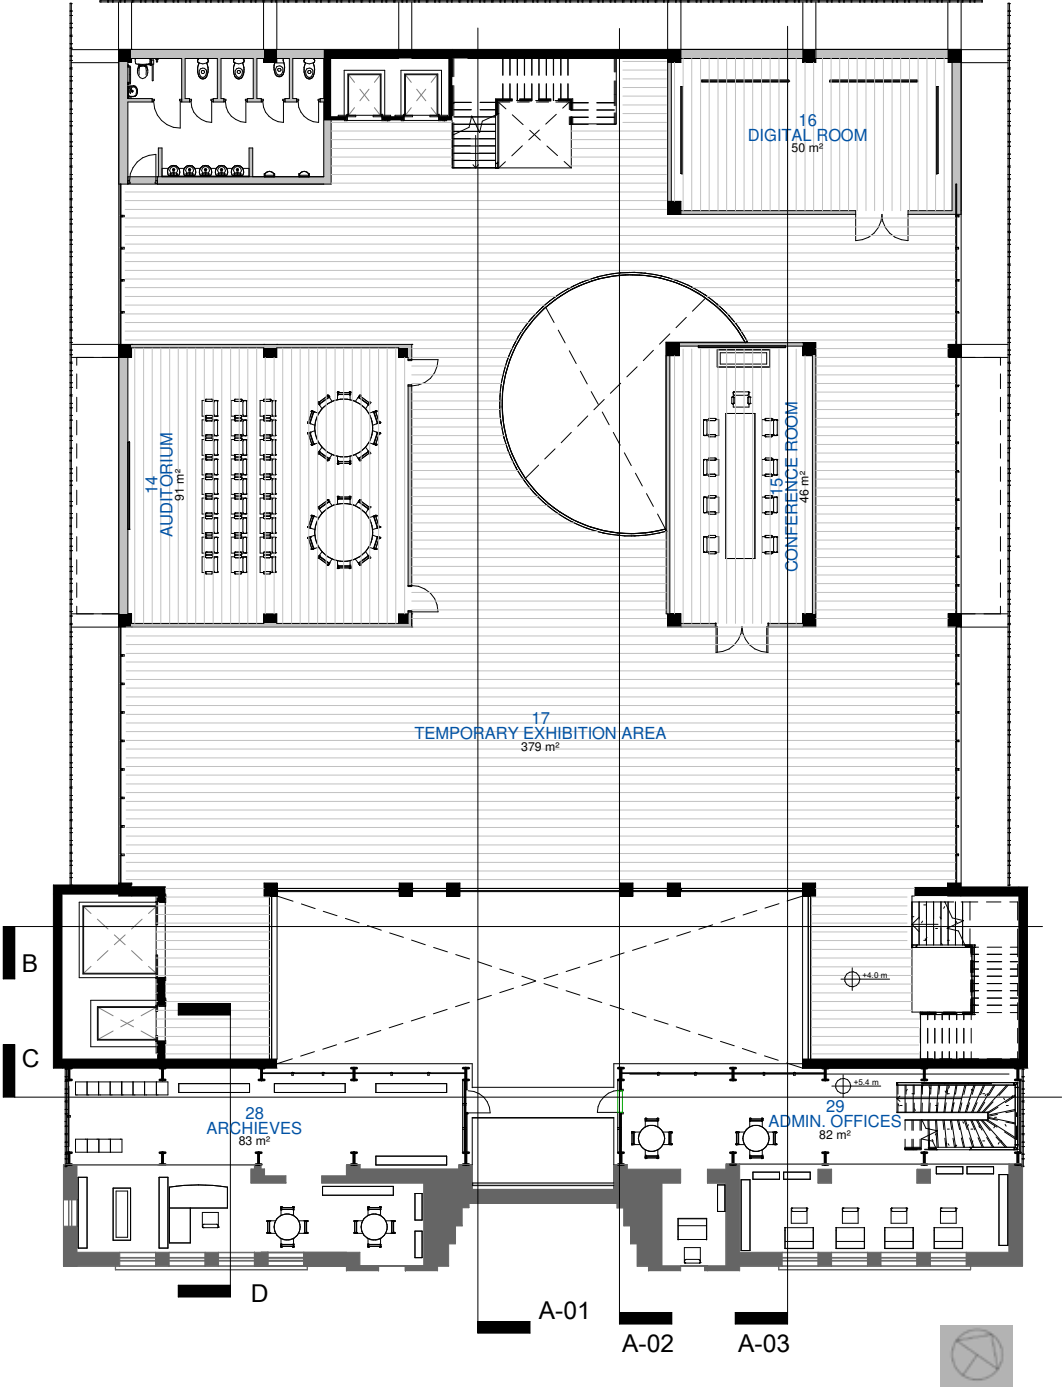 16
DIGITAL ROOM
50 m²
14
AUDITORIUM
91 m²
15
CONFERENCE ROOM
46 m²
17
TEMPORARY EXHIBITION AREA
379 m²
B
+4.0 m
C
+5.4 m
28
ARCHIEVES
83 m²
29
ADMIN. OFFICES
82 m²
D
A-01
A-02
A-03